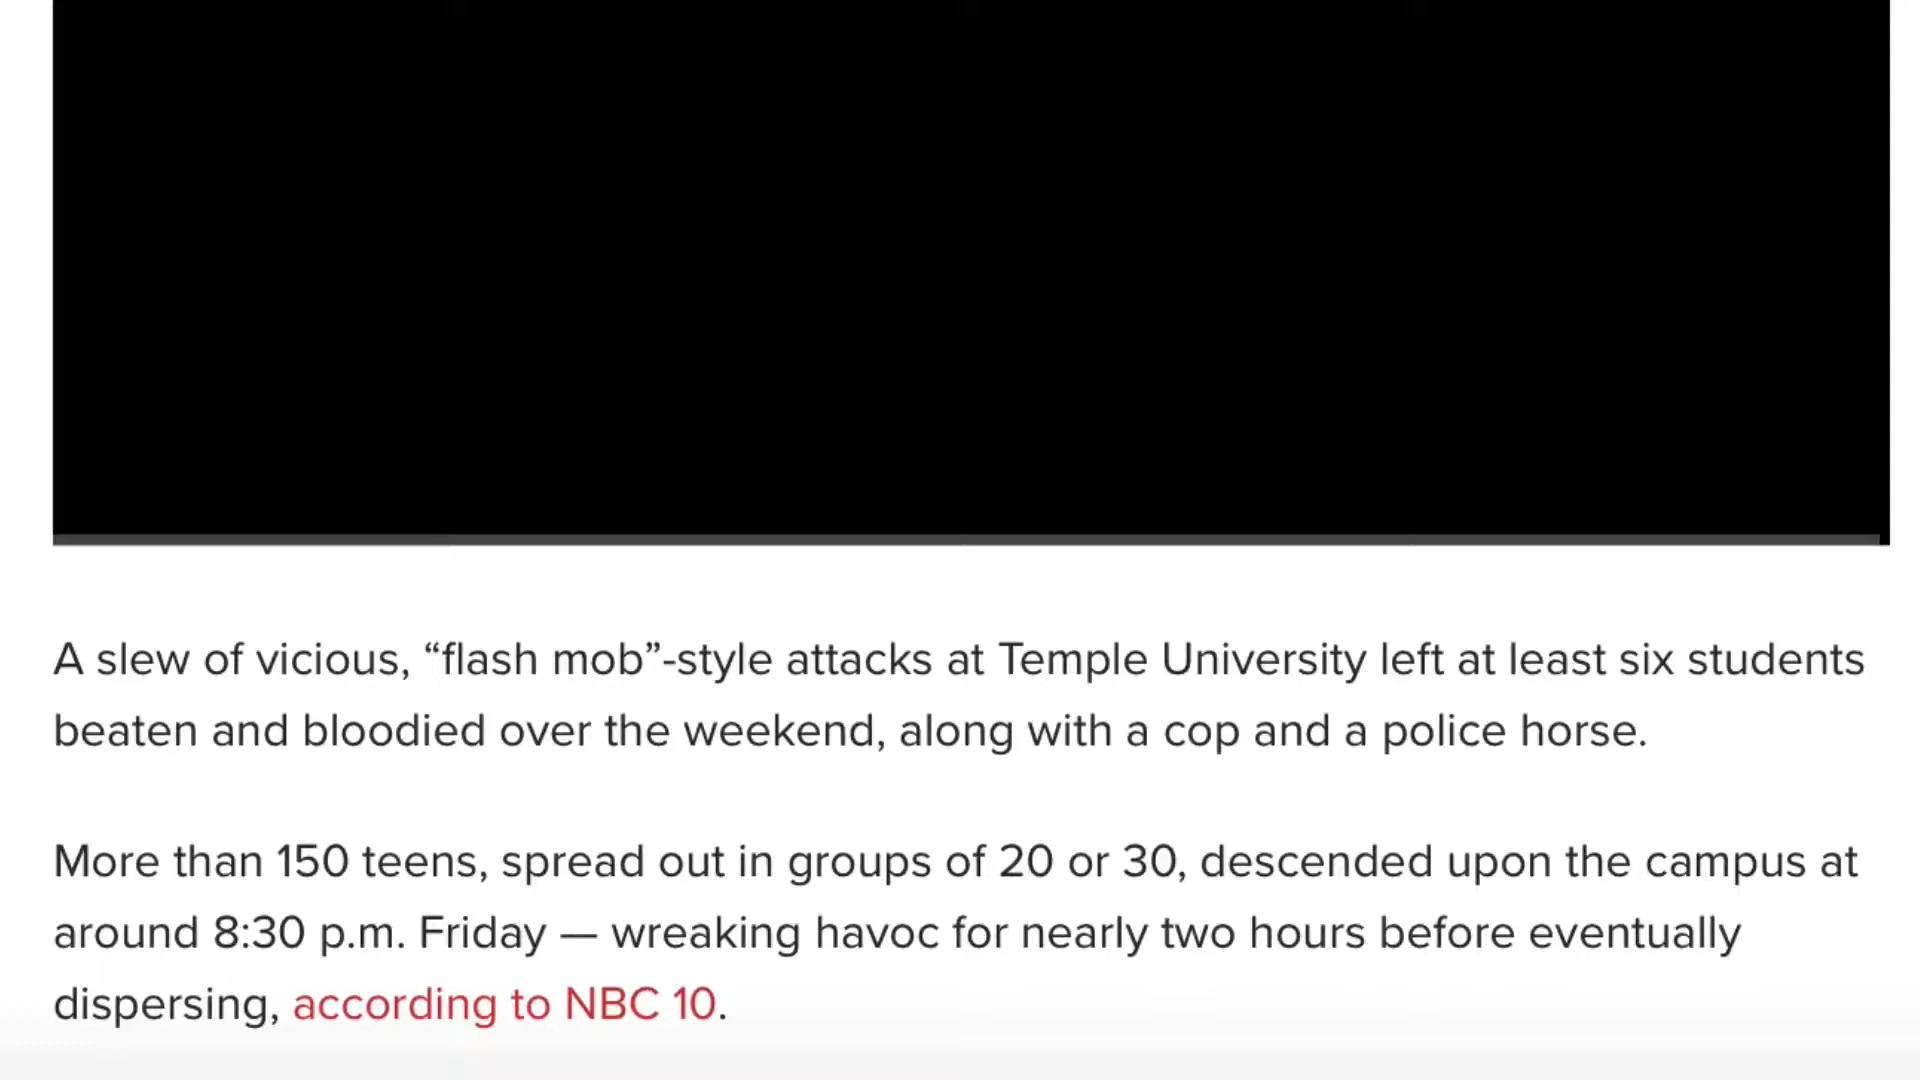 A slew of vicious, “flash mob”-style attacks at Temple University left at least six students
beaten and bloodied over the weekend, along with a cop and a police horse.
More than 150 teens, spread out in groups of 20 or 30, descended upon the campus at
around 8:30 p.m. Friday — wreaking havoc for nearly two hours before eventually
dispersing, according to NBC 10.